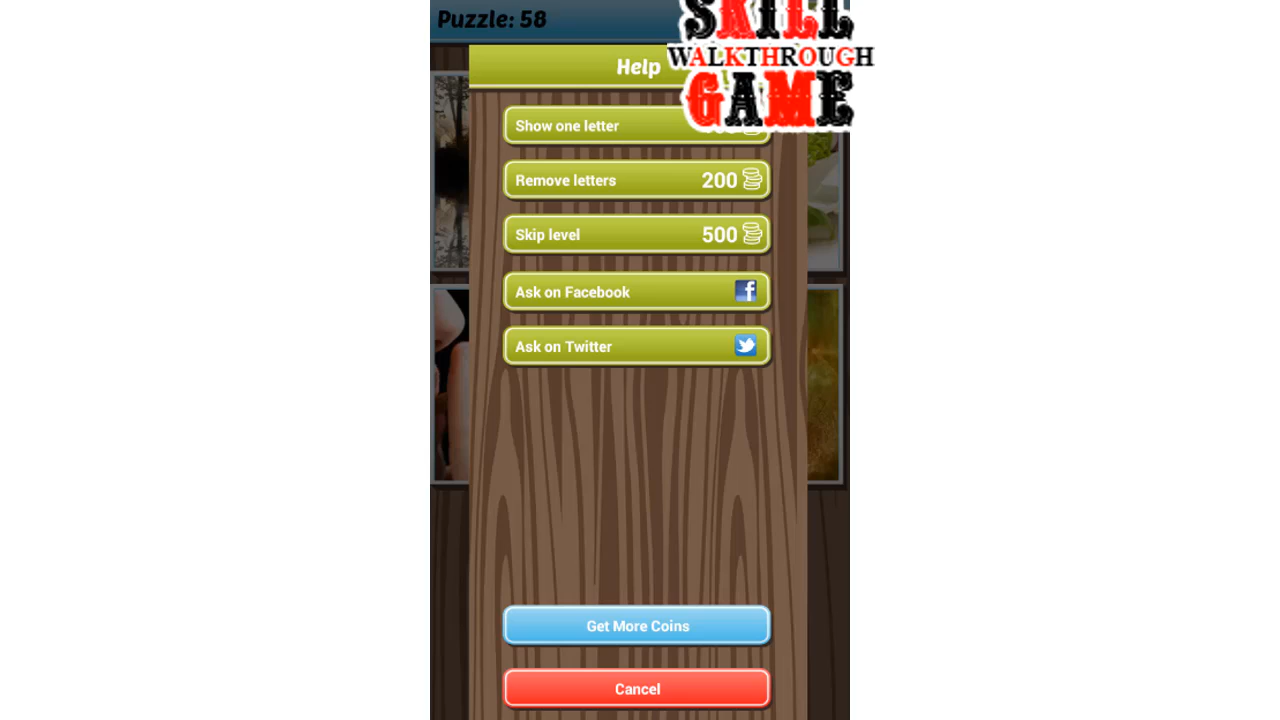 Puzzle: 58
SKILL
WALKTHROUGH
GAME
Help
Show one letter
Remove letters 200
Skip level 500
Ask on Facebook f
Ask on Twitter
Get More Coins
Cancel